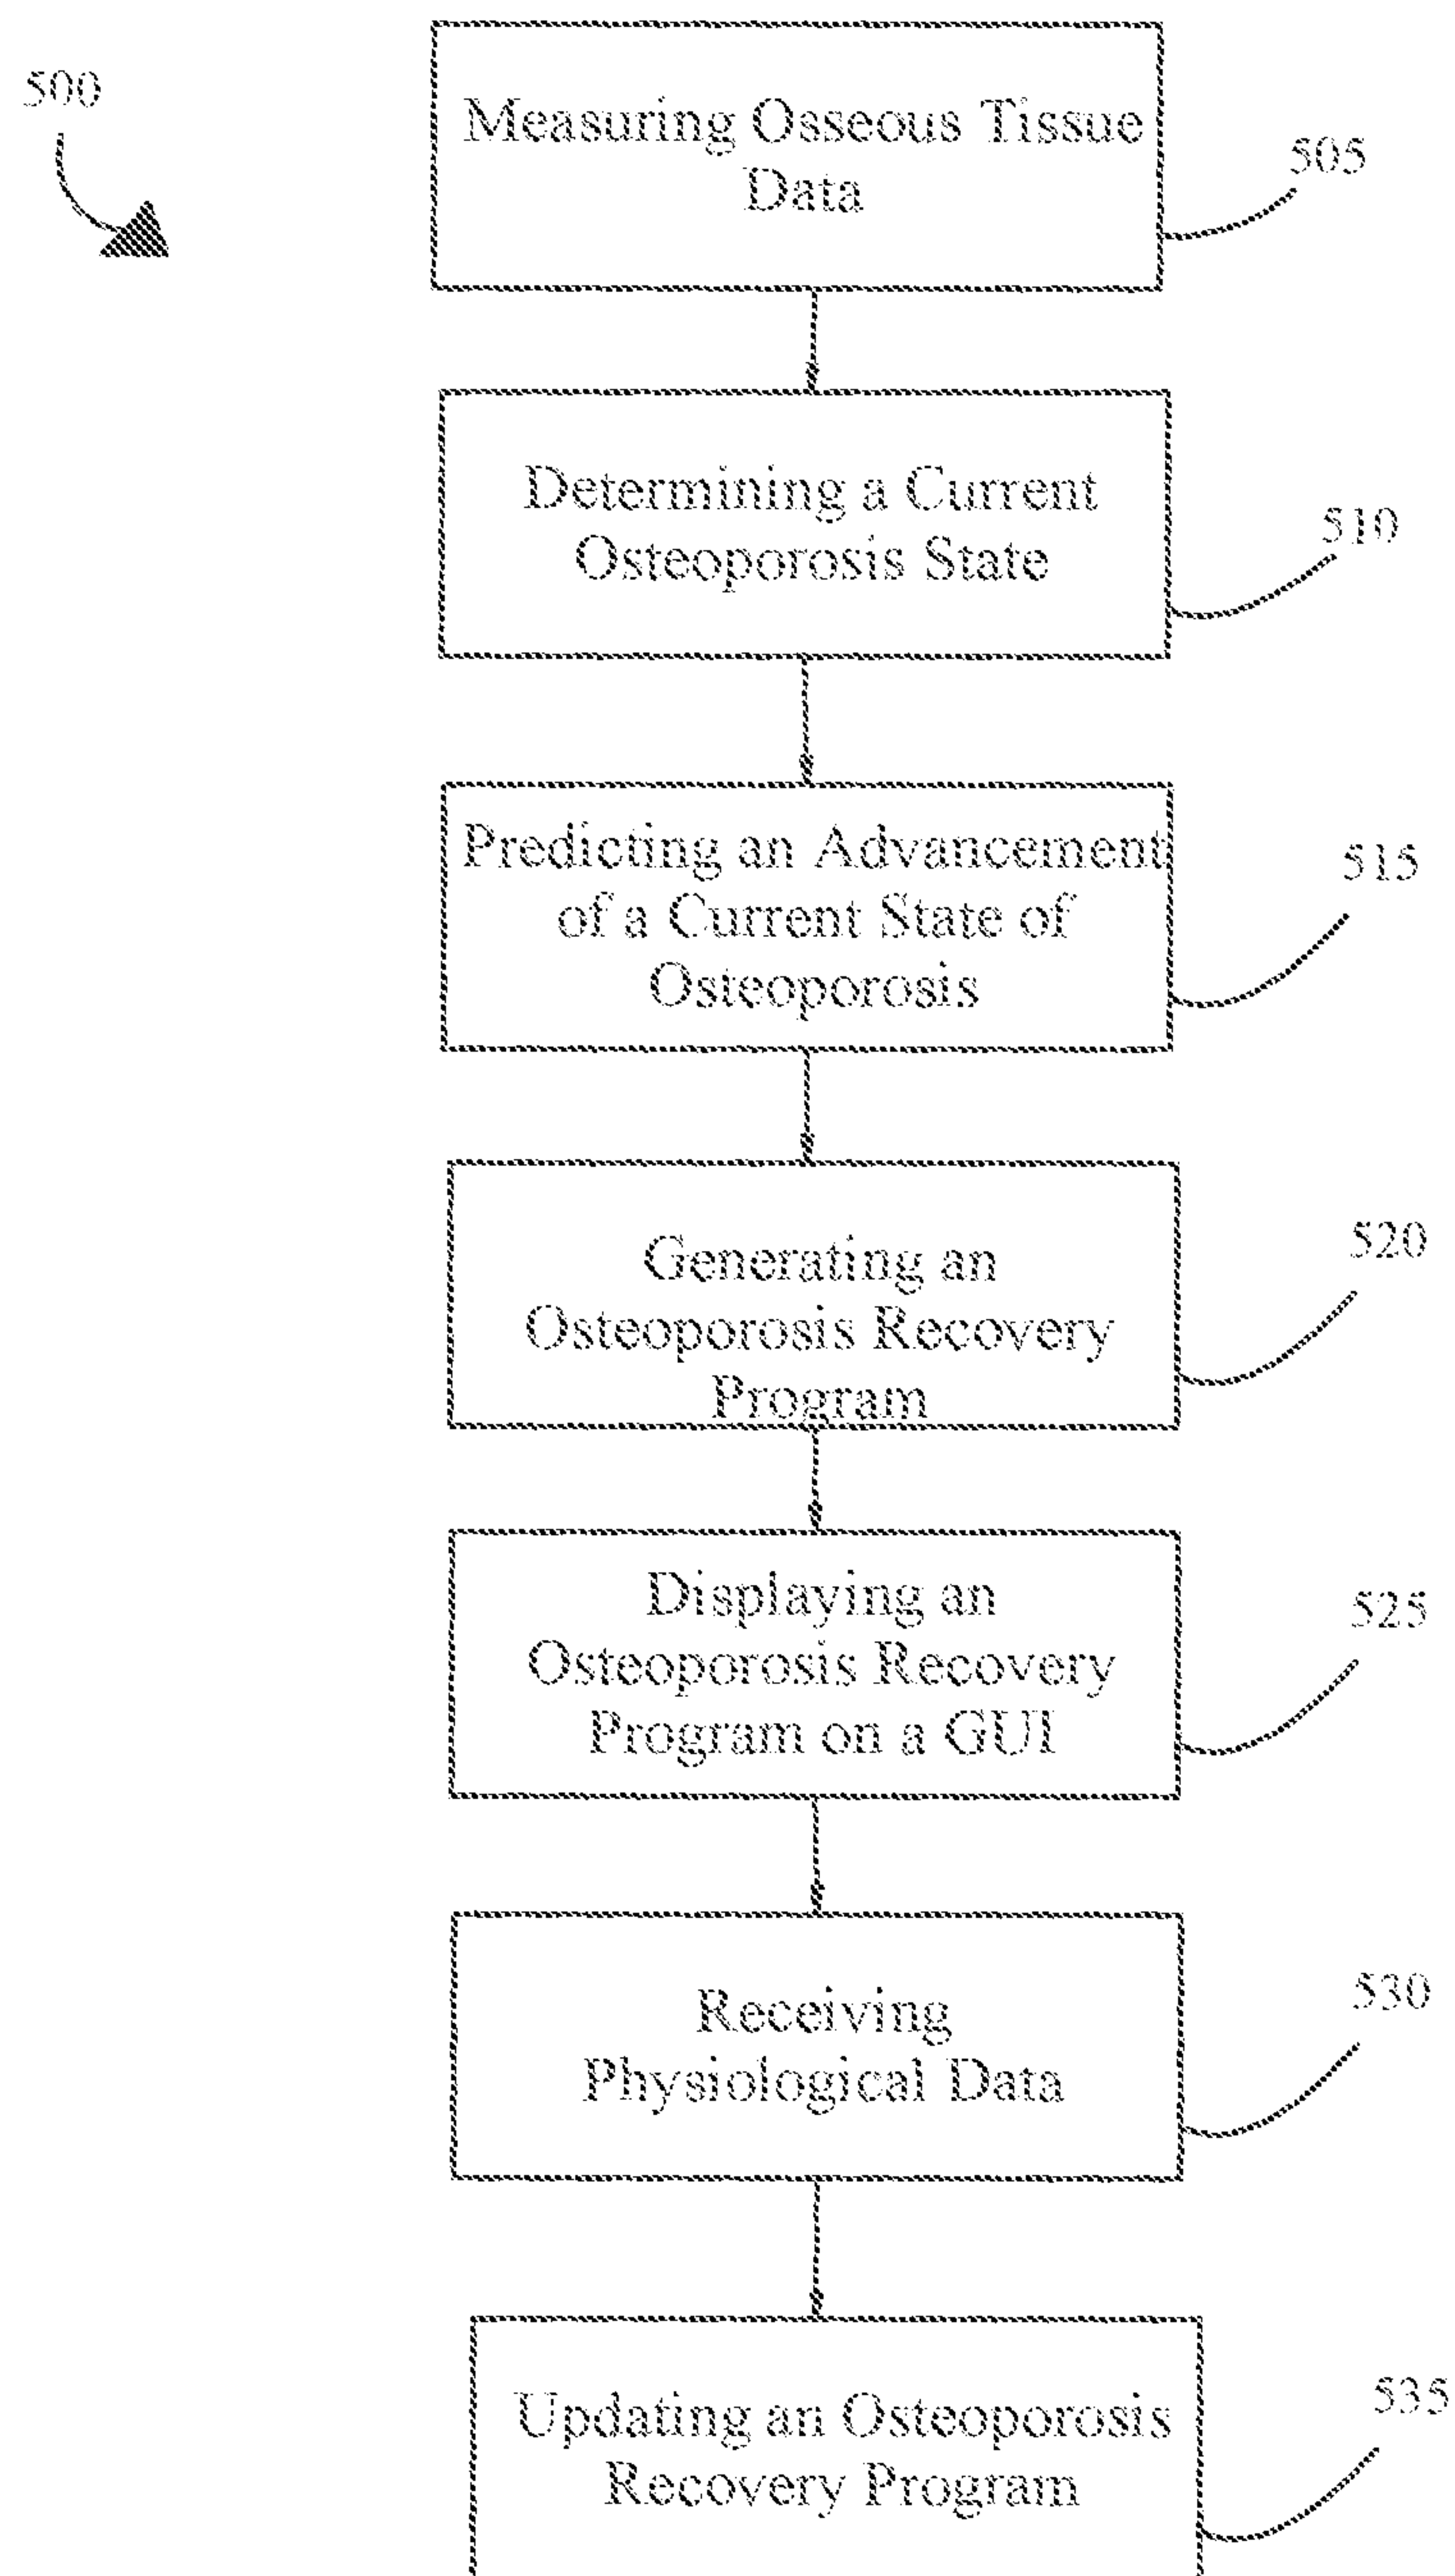 500
Measuring Osseous Tissue
Data
505
Determining a Current
Osteoporosis State
510
Predicting an Advancement
of a Current State of
Osteoporosis
515
Generating an
Osteoporosis Recovery
Program
520
Displaying an
Osteoporosis Recovery
Program on a GUI
525
Receiving
Physiological Data
530
Updating an Osteoporosis
Recovery Program
535